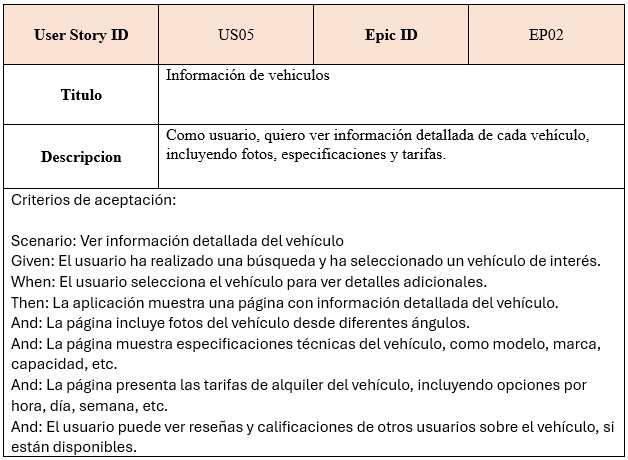 User Story ID US05 Epic ID EP02
Información de vehiculos
Titulo
Como usuario, quiero ver información detallada de cada vehículo,
incluyendo fotos, especificaciones y tarifas.
Descripcion
Criterios de aceptación:
Scenario: Ver información detallada del vehículo
Given: El usuario ha realizado una búsqueda y ha seleccionado un vehículo de interés.
When: El usuario selecciona el vehículo para ver detalles adicionales.
Then: La aplicación muestra una página con información detallada del vehículo.
And: La página incluye fotos del vehículo desde diferentes ángulos.
And: La página muestra especificaciones técnicas del vehículo, como modelo, marca,
capacidad, etc.
And: La página presenta las tarifas de alquiler del vehículo, incluyendo opciones por
hora, día, semana, etc.
And: El usuario puede ver reseñas y calificaciones de otros usuarios sobre el vehículo, si
están disponibles.